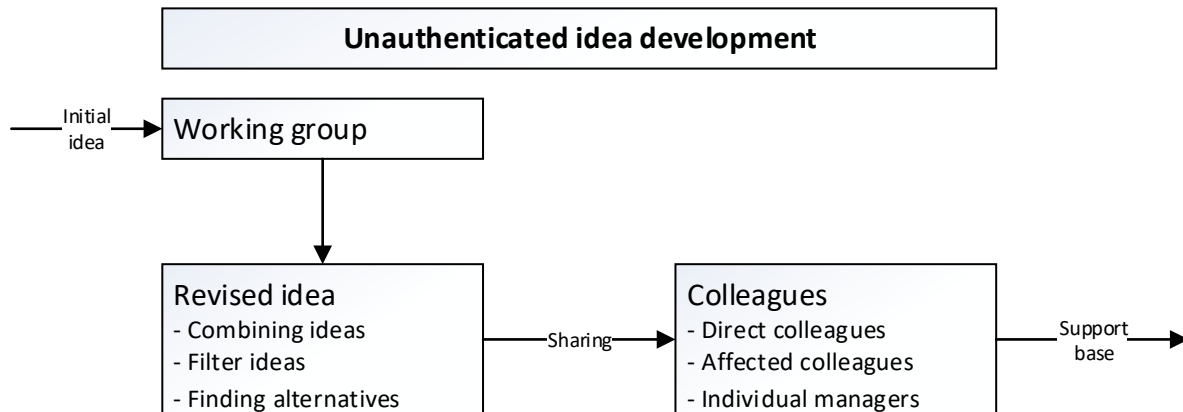 Unauthenticated idea development
Initial
idea
Working group
Revised idea
- Combining ideas
- Filter ideas
- Finding alternatives
Sharing
Colleagues
- Direct colleagues
- Affected colleagues
- Individual managers
Support
base